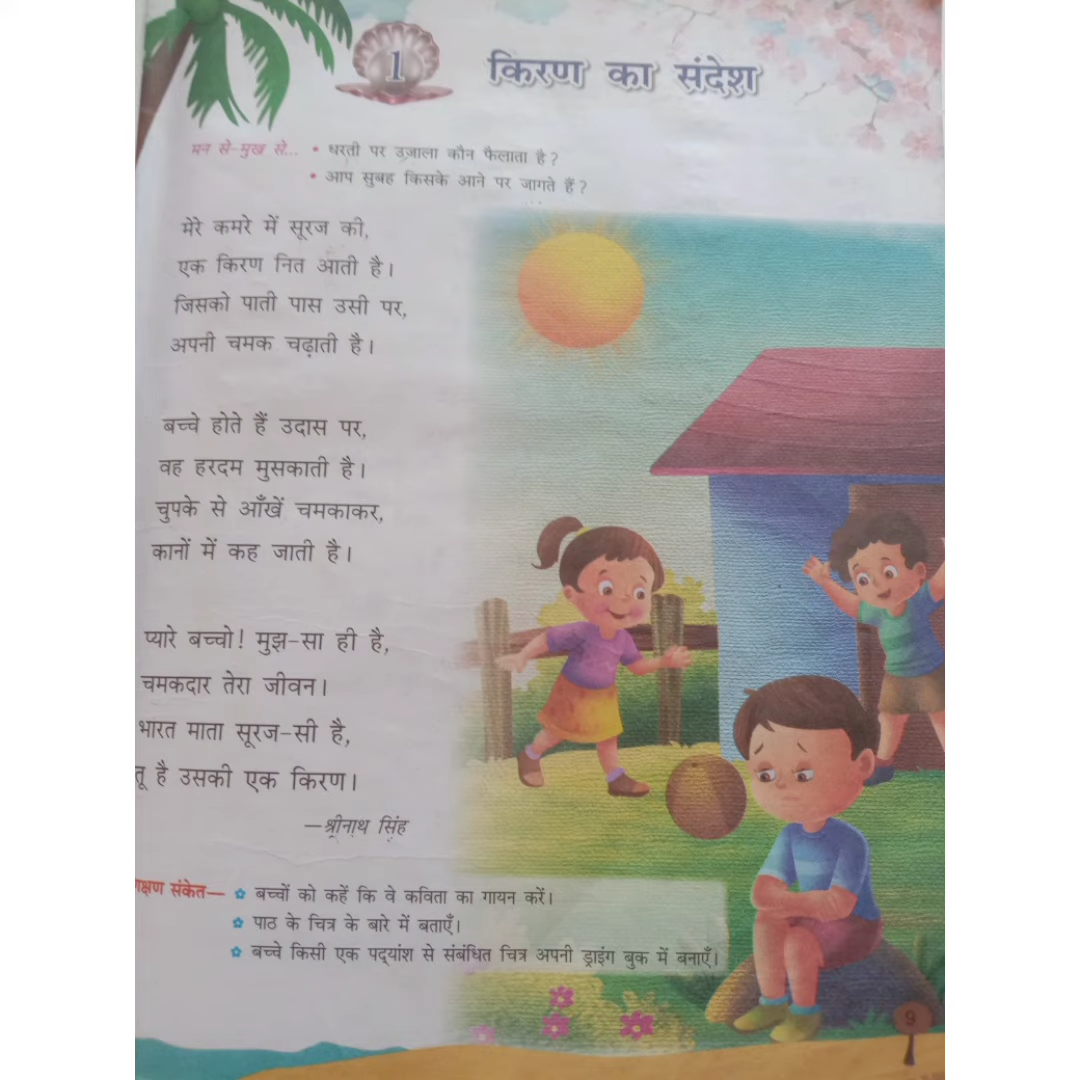 1
किरण का संदेश
मन से-मुख से... • धरती पर उजाला कौन फैलाता है?
• आप सुबह किसके आने पर जागते हैं?
मेरे कमरे में सूरज की,
एक किरण नित आती है।
जिसको पाती पास उसी पर,
अपनी चमक चढ़ाती है।
बच्चे होते हैं उदास पर,
वह हरदम मुसकाती है।
चुपके से आँखें चमकाकर,
कानों में कह जाती है।
प्यारे बच्चो! मुझ-सा ही है,
चमकदार तेरा जीवन।
भारत माता सूरज-सी है,
तू है उसकी एक किरण।
—श्रीनाथ सिंह
संकेत— ✿ बच्चों को कहें कि वे कविता का गायन करें।
✿ पाठ के चित्र के बारे में बताएँ।
✿ बच्चे किसी एक पद्यांश से संबंधित चित्र अपनी ड्राइंग बुक में बनाएँ।